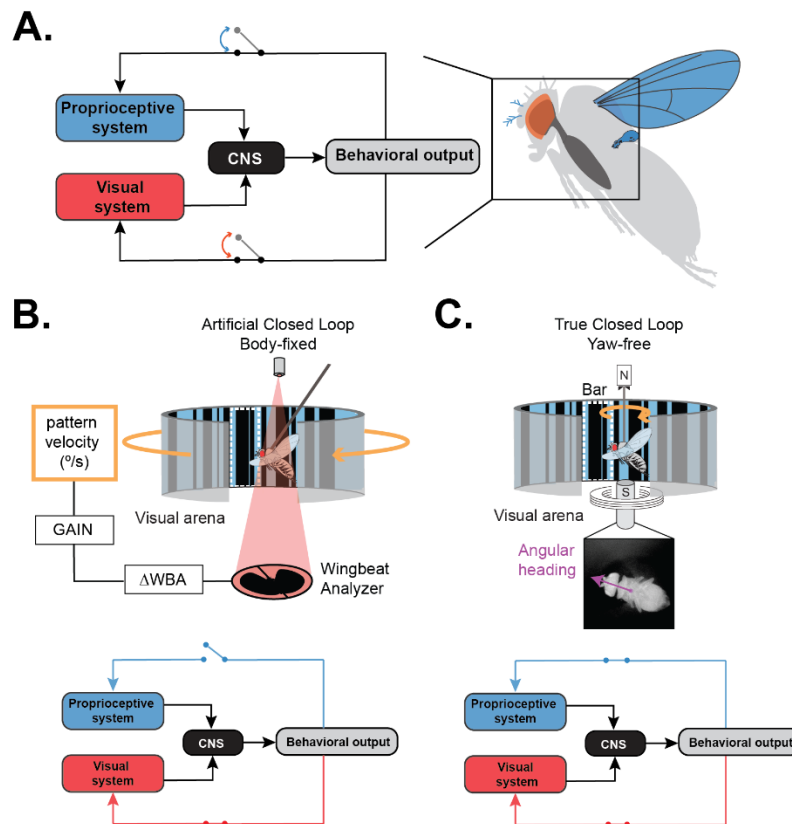 A.
Proprioceptive
system
CNS
Behavioral output
Visual
system
B.
Artificial Closed Loop
Body-fixed
pattern
velocity
(º/s)
GAIN
ΔWBA
Visual arena
Wingbeat
Analyzer
Proprioceptive
system
CNS
Behavioral output
Visual
system
C.
True Closed Loop
Yaw-free
N
Bar
S
Visual arena
Angular
heading
Proprioceptive
system
CNS
Behavioral output
Visual
system